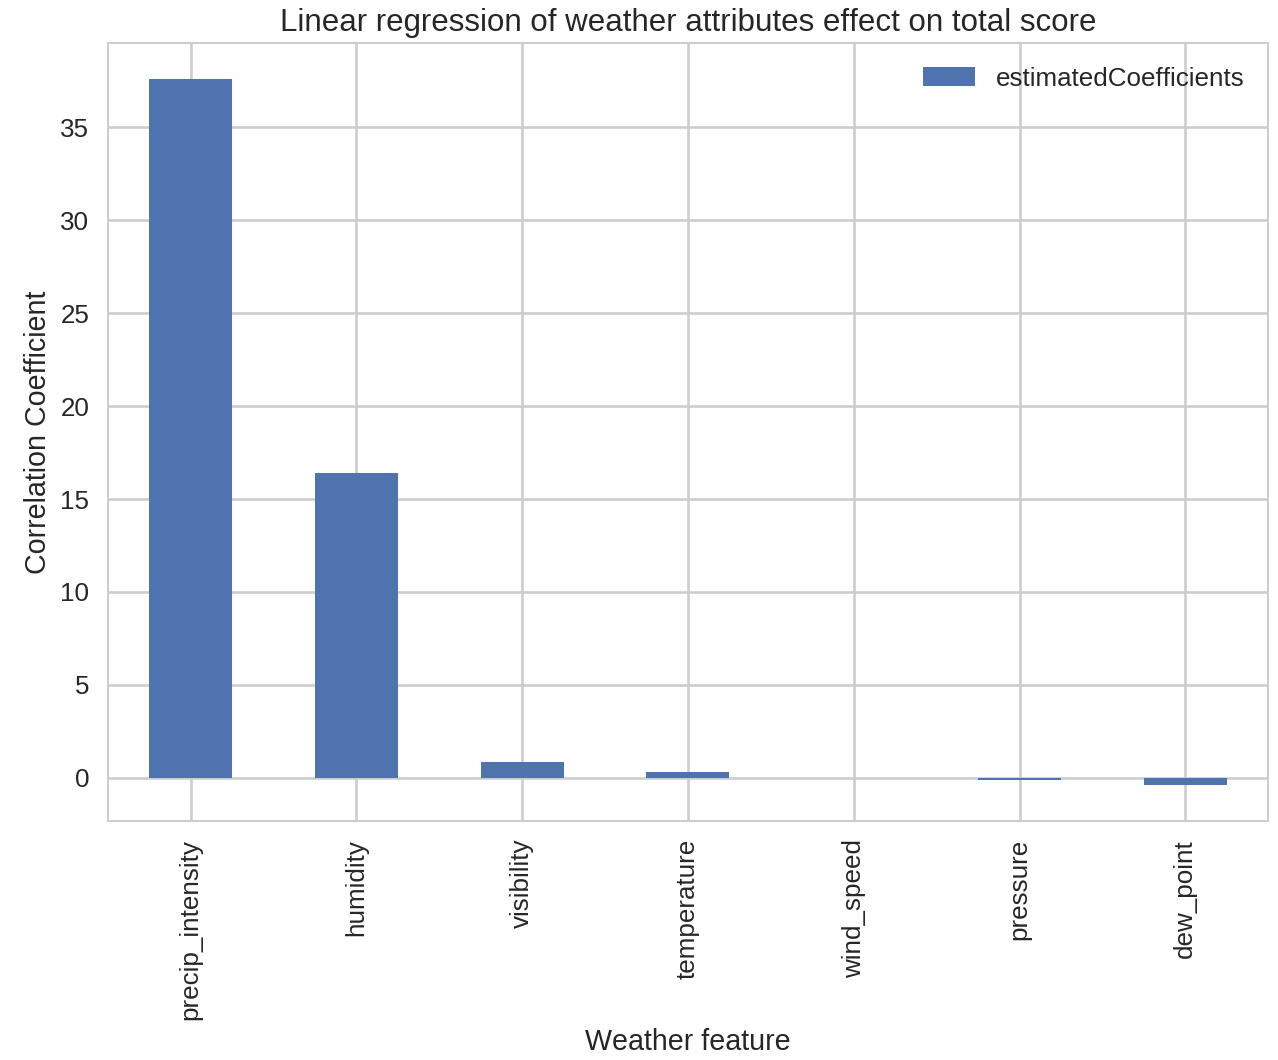 Linear regression of weather attributes effect on total score
estimatedCoefficients
Correlation Coefficient
35
30
25
20
15
10
5
0
precip_intensity
humidity
visibility
temperature
wind_speed
pressure
dew_point
Weather feature